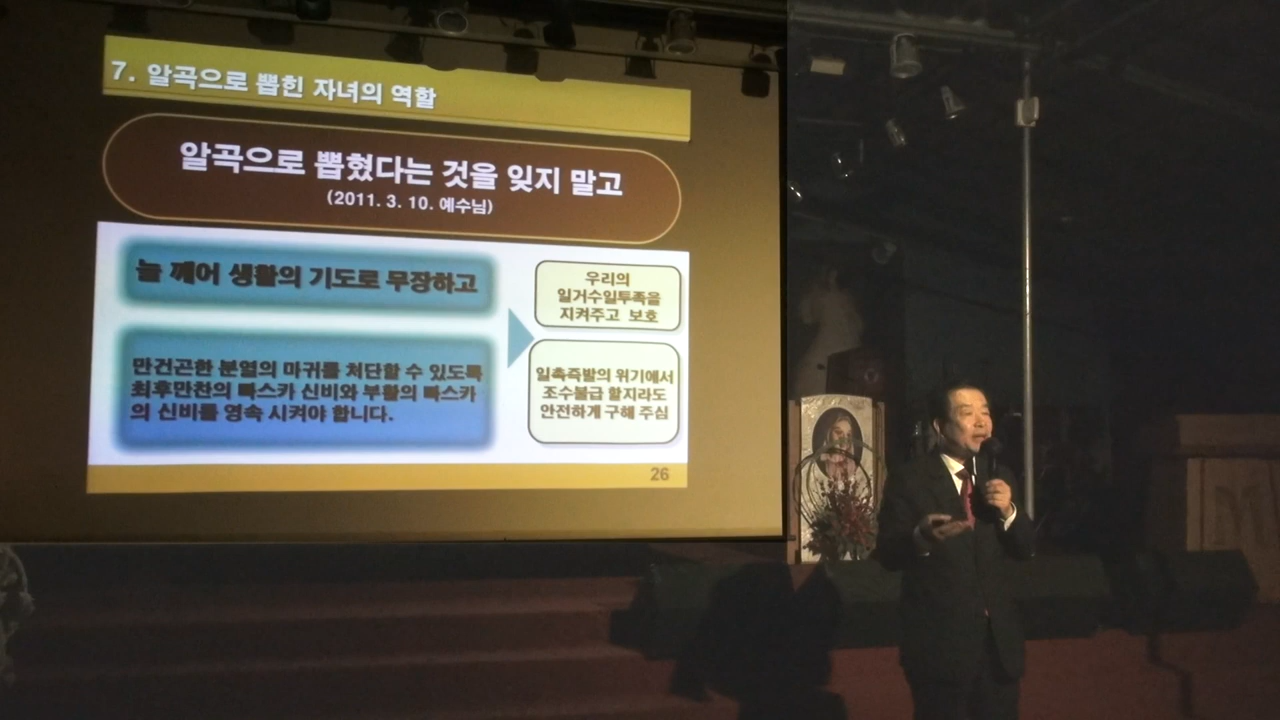 7. 알곡으로 뽑힌 자녀의 역할
알곡으로 뽑혔다는 것을 잊지 말고
(2011. 3. 10. 예수님)
늘 깨어 생활의 기도로 무장하고
만건곤한 분열의 마귀를 처단할 수 있도록
최후만찬의 빠스카 신비와 부활의 빠스카
의 신비를 영속 시켜야 합니다.
우리의
일거수일투족을
지켜주고 보호
일촉즉발의 위기에서
조수불급 할지라도
안전하게 구해 주심
26